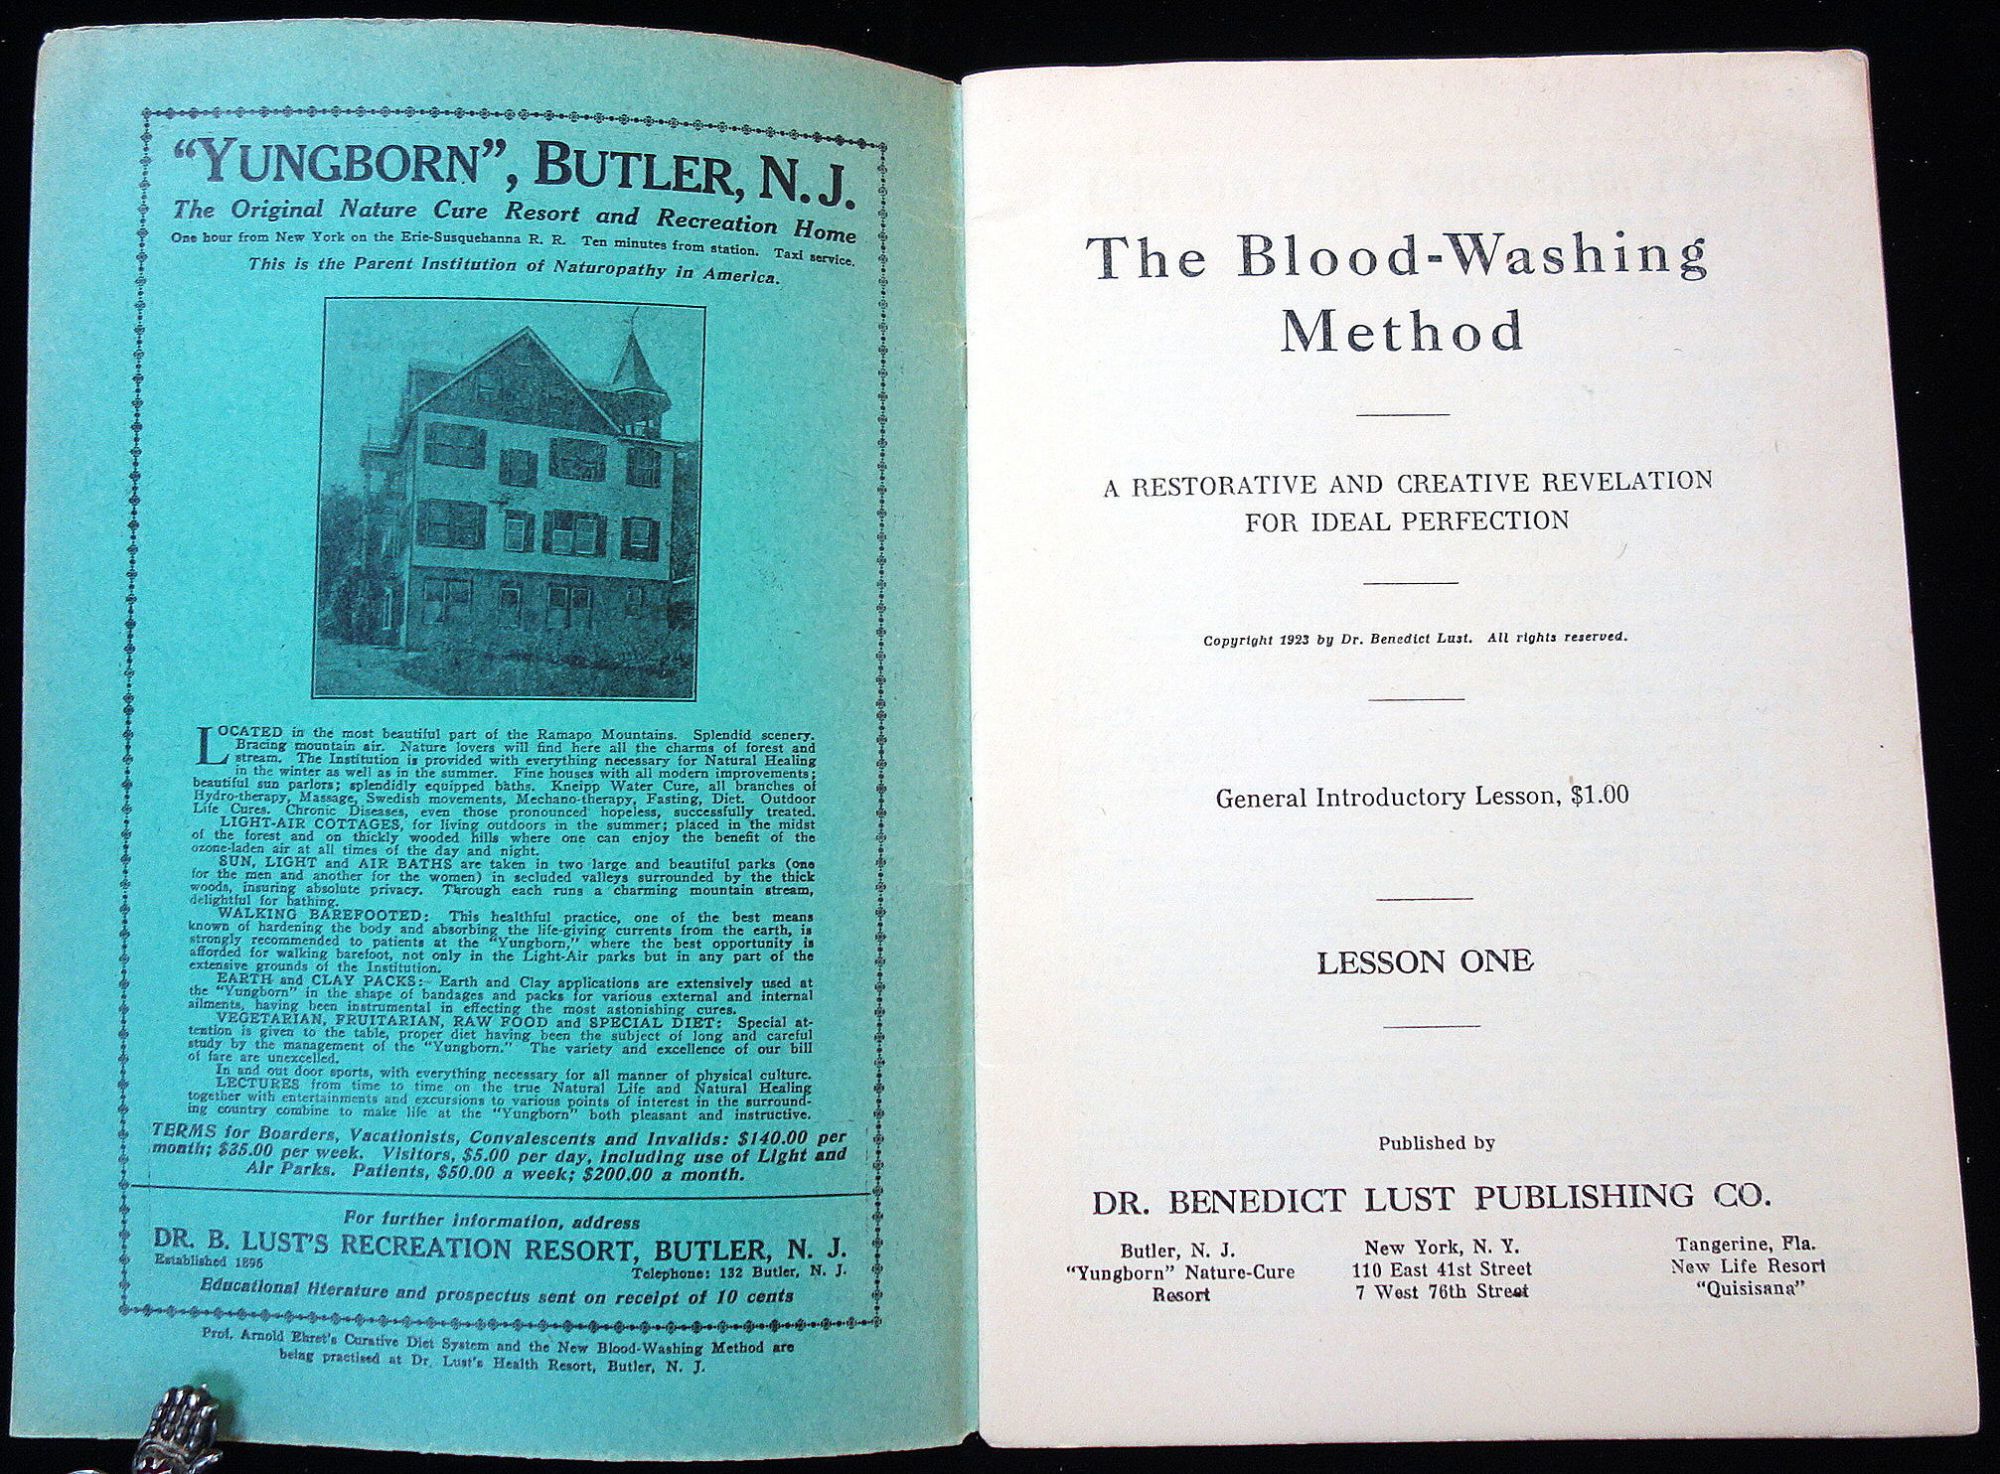 “YUNGBORN”, BUTLER, N. J.
The Original Nature Cure Resort and Recreation Home
One hour from New York on the Erie-Susquehanna R. R. Ten minutes from station. Taxi service.
This is the Parent Institution of Naturopathy in America.
LOCATED in the most beautiful part of the Ramapo Mountains. Splendid scenery.
Bracing mountain air. Nature lovers will find here all the charms of forest and
stream. The Institution is provided with everything necessary for Natural Healing
in the winter as well as in the summer. Fine houses with all modern improvements;
beautiful sun parlors; splendidly equipped baths. Kneipp Water Cure, all branches of
Hydro-therapy, Massage, Swedish movements, Mechano-therapy, Fasting, Diet, Outdoor
Life Cures. Chronic Diseases, even those pronounced hopeless, successfully treated.
LIGHT-AIR COTTAGES, for living outdoors in the summer; placed in the midst
of the forest and on thickly wooded hills where one can enjoy the benefit of the
ozone-laden air at all times of the day and night.
SUN, LIGHT and AIR BATHS are taken in two large and beautiful parks (one
for the men and another for the women) in secluded valleys surrounded by the thick
woods, insuring absolute privacy. Through each runs a charming mountain stream,
delightful for bathing.
WALKING BAREFOOTED: This healthful practice, one of the best means
known of hardening the body and absorbing the life-giving currents from the earth, is
strongly recommended to patients at the “Yungborn,” where the best opportunity is
afforded for walking barefoot, not only in the Light-Air parks but in any part of the
extensive grounds of the Institution.
EARTH and CLAY PACKS: Earth and Clay applications are extensively used at
the “Yungborn” in the shape of bandages and packs for various external and internal
ailments, having been instrumental in effecting the most astonishing cures.
VEGETARIAN, FRUITARIAN, RAW FOOD and SPECIAL DIET: Special at-
tention is given to the table, proper diet having been the subject of long and careful
study by the management of the “Yungborn.” The variety and excellence of our bill
of fare are unexcelled.
In and out door sports, with everything necessary for all manner of physical culture.
LECTURES from time to time on the true Natural Life and Natural Healing
together with entertainments and excursions to various points of interest in the surround-
ing country combine to make life at the “Yungborn” both pleasant and instructive.
TERMS for Boarders, Vacationists, Convalescents and Invalids: $140.00 per
month; $35.00 per week. Visitors, $5.00 per day, including use of Light and
Air Parks. Patients, $50.00 a week; $200.00 a month.
For further information, address
DR. B. LUST'S RECREATION RESORT, BUTLER, N. J.
Established 1896
Telephone: 132 Butler, N. J.
Educational literature and prospectus sent on receipt of 10 cents
Prof. Arnold Ehret's Curative Diet System and the New Blood-Washing Method are
being practised at Dr. Lust's Health Resort, Butler, N. J.
The Blood-Washing
Method
A RESTORATIVE AND CREATIVE REVELATION
FOR IDEAL PERFECTION
Copyright 1923 by Dr. Benedict Lust. All rights reserved.
General Introductory Lesson, $1.00
LESSON ONE
Published by
DR. BENEDICT LUST PUBLISHING CO.
Butler, N. J.
“Yungborn” Nature-Cure
Resort
New York, N. Y.
110 East 41st Street
7 West 76th Street
Tangerine, Fla.
New Life Resort
“Quisisana”